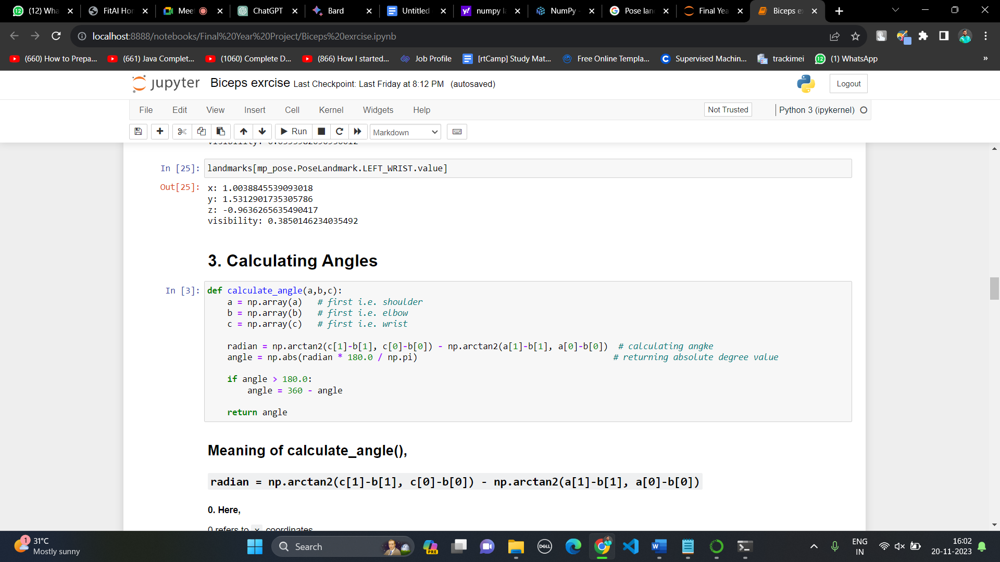 (12) Wha
FitAI Hor
Meet
ChatGPT
Bard
Untitled
numpy la
NumPy -
Pose lan
Final Yea
Biceps e
localhost:8888/notebooks/Final%20Year%20Project/Biceps%20exrcise.ipynb
(660) How to Prepa...
(661) Java Complet...
(1060) Complete D...
(866) How I started...
Job Profile
[rtCamp] Study Mat...
Free Online Templa...
Supervised Machin...
trackimei
(1) WhatsApp
»
jupyter Biceps exrcise Last Checkpoint: Last Friday at 8:12 PM (autosaved)
Logout
File Edit View Insert Cell Kernel Widgets Help
Not Trusted
Python 3 (ipykernel)
Run
Markdown
In [25]: landmarks[mp_pose.PoseLandmark.LEFT_WRIST.value]
Out[25]: x: 1.0038845539093018
y: 1.5312901735305786
z: -0.9636265635490417
visibility: 0.3850146234035492
3. Calculating Angles
In [3]: def calculate_angle(a,b,c):
a = np.array(a) # first i.e. shoulder
b = np.array(b) # first i.e. elbow
c = np.array(c) # first i.e. wrist
radian = np.arctan2(c[1]-b[1], c[0]-b[0]) - np.arctan2(a[1]-b[1], a[0]-b[0]) # calculating angke
angle = np.abs(radian * 180.0 / np.pi) # returning absolute degree value
if angle > 180.0:
angle = 360 - angle
return angle
Meaning of calculate_angle(),
radian = np.arctan2(c[1]-b[1], c[0]-b[0]) - np.arctan2(a[1]-b[1], a[0]-b[0])
0. Here,
0 refers to x coordinates
1
31°C
Mostly sunny
Search
PRE
DELL
ENG
IN
16:02
20-11-2023